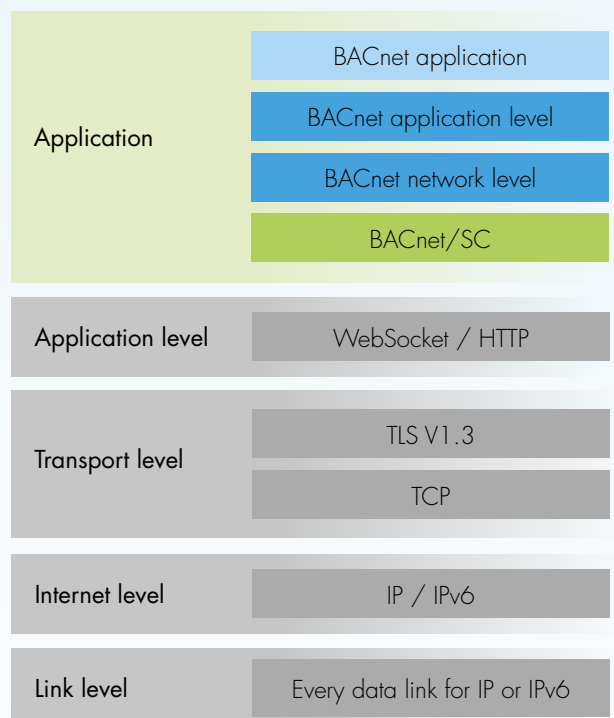 Application
BACnet application
BACnet application level
BACnet network level
BACnet/SC
Application level
WebSocket / HTTP
Transport level
TLS V1.3
TCP
Internet level
IP / IPv6
Link level
Every data link for IP or IPv6